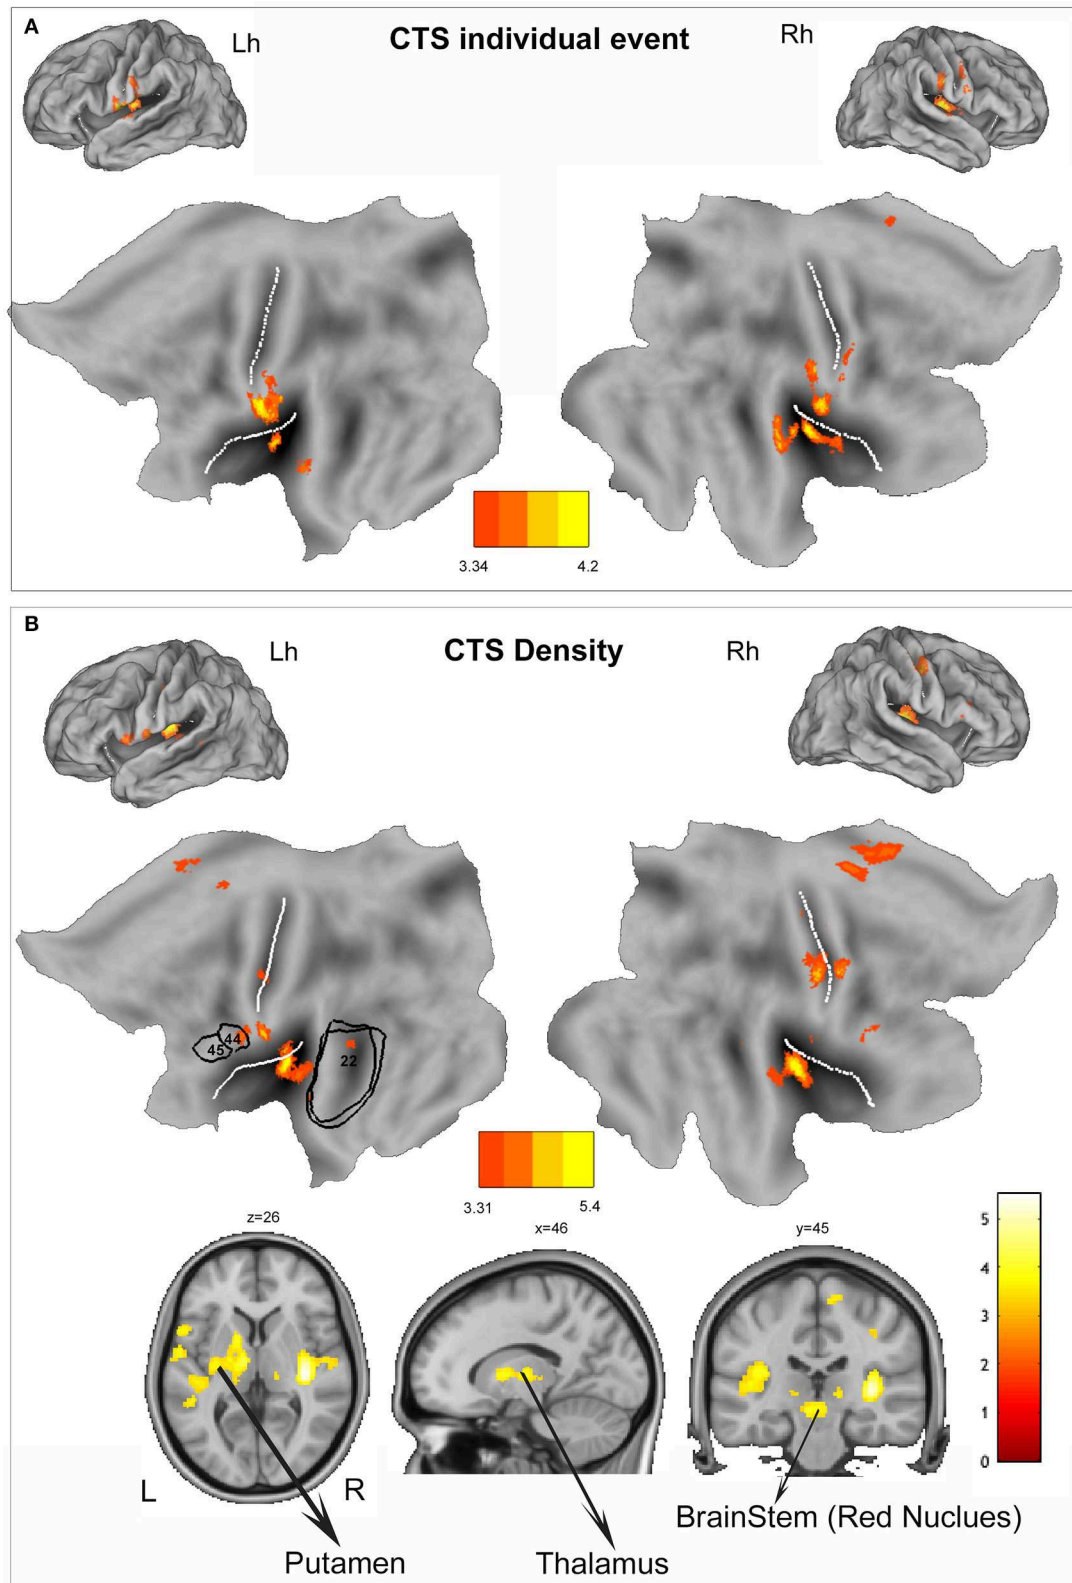 A
Lh
CTS individual event
Rh
3.34 4.2
B
Lh
CTS Density
Rh
44
45
22
3.31 5.4
z=26
x=46
y=45
5
4
3
2
1
0
L R
BrainStem (Red Nuclues)
Putamen
Thalamus